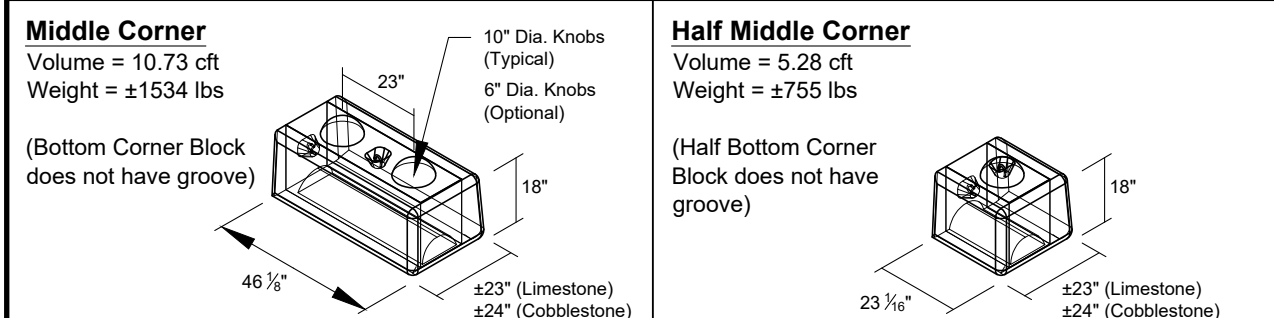 Middle Corner
Volume = 10.73 cft
Weight = ±1534 lbs
(Bottom Corner Block
does not have groove)
10" Dia. Knobs
(Typical)
6" Dia. Knobs
(Optional)
23"
18"
46 ⅛"
±23" (Limestone)
±24" (Cobblestone)
Half Middle Corner
Volume = 5.28 cft
Weight = ±755 lbs
(Half Bottom Corner
Block does not have
groove)
18"
23 1⁄16"
±23" (Limestone)
±24" (Cobblestone)